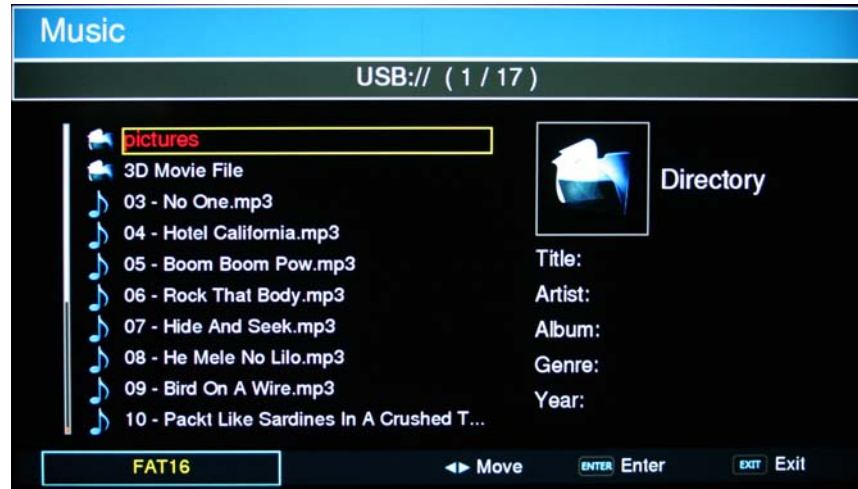 Music
USB:// ( 1 / 17 )
pictures
3D Movie File
03 - No One.mp3
04 - Hotel California.mp3
05 - Boom Boom Pow.mp3
06 - Rock That Body.mp3
07 - Hide And Seek.mp3
08 - He Mele No Lilo.mp3
09 - Bird On A Wire.mp3
10 - Packt Like Sardines In A Crushed T...
Directory
Title:
Artist:
Album:
Genre:
Year:
FAT16
Move
ENTER Enter
EXIT Exit